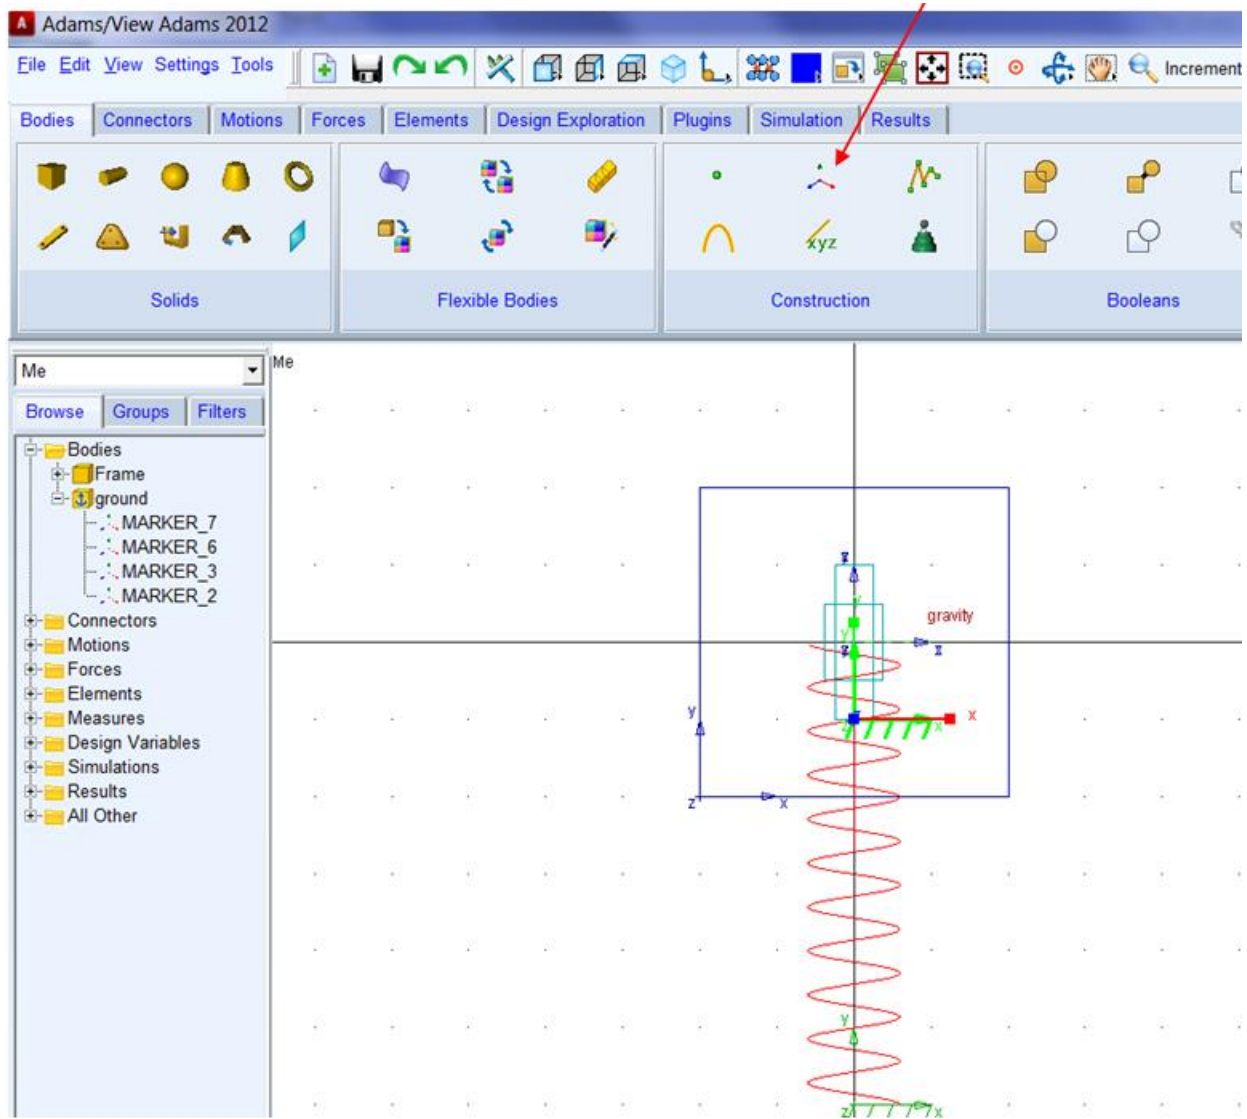 Adams/View Adams 2012
File Edit View Settings Tools
Increment
Bodies Connectors Motions Forces Elements Design Exploration Plugins Simulation Results
xyz
Solids Flexible Bodies Construction Booleans
Me
Me
Browse Groups Filters
Bodies
Frame
ground
MARKER_7
MARKER_6
MARKER_3
MARKER_2
Connectors
Motions
Forces
Elements
Measures
Design Variables
Simulations
Results
All Other
gravity
y
x
x
z
x
y
z
x